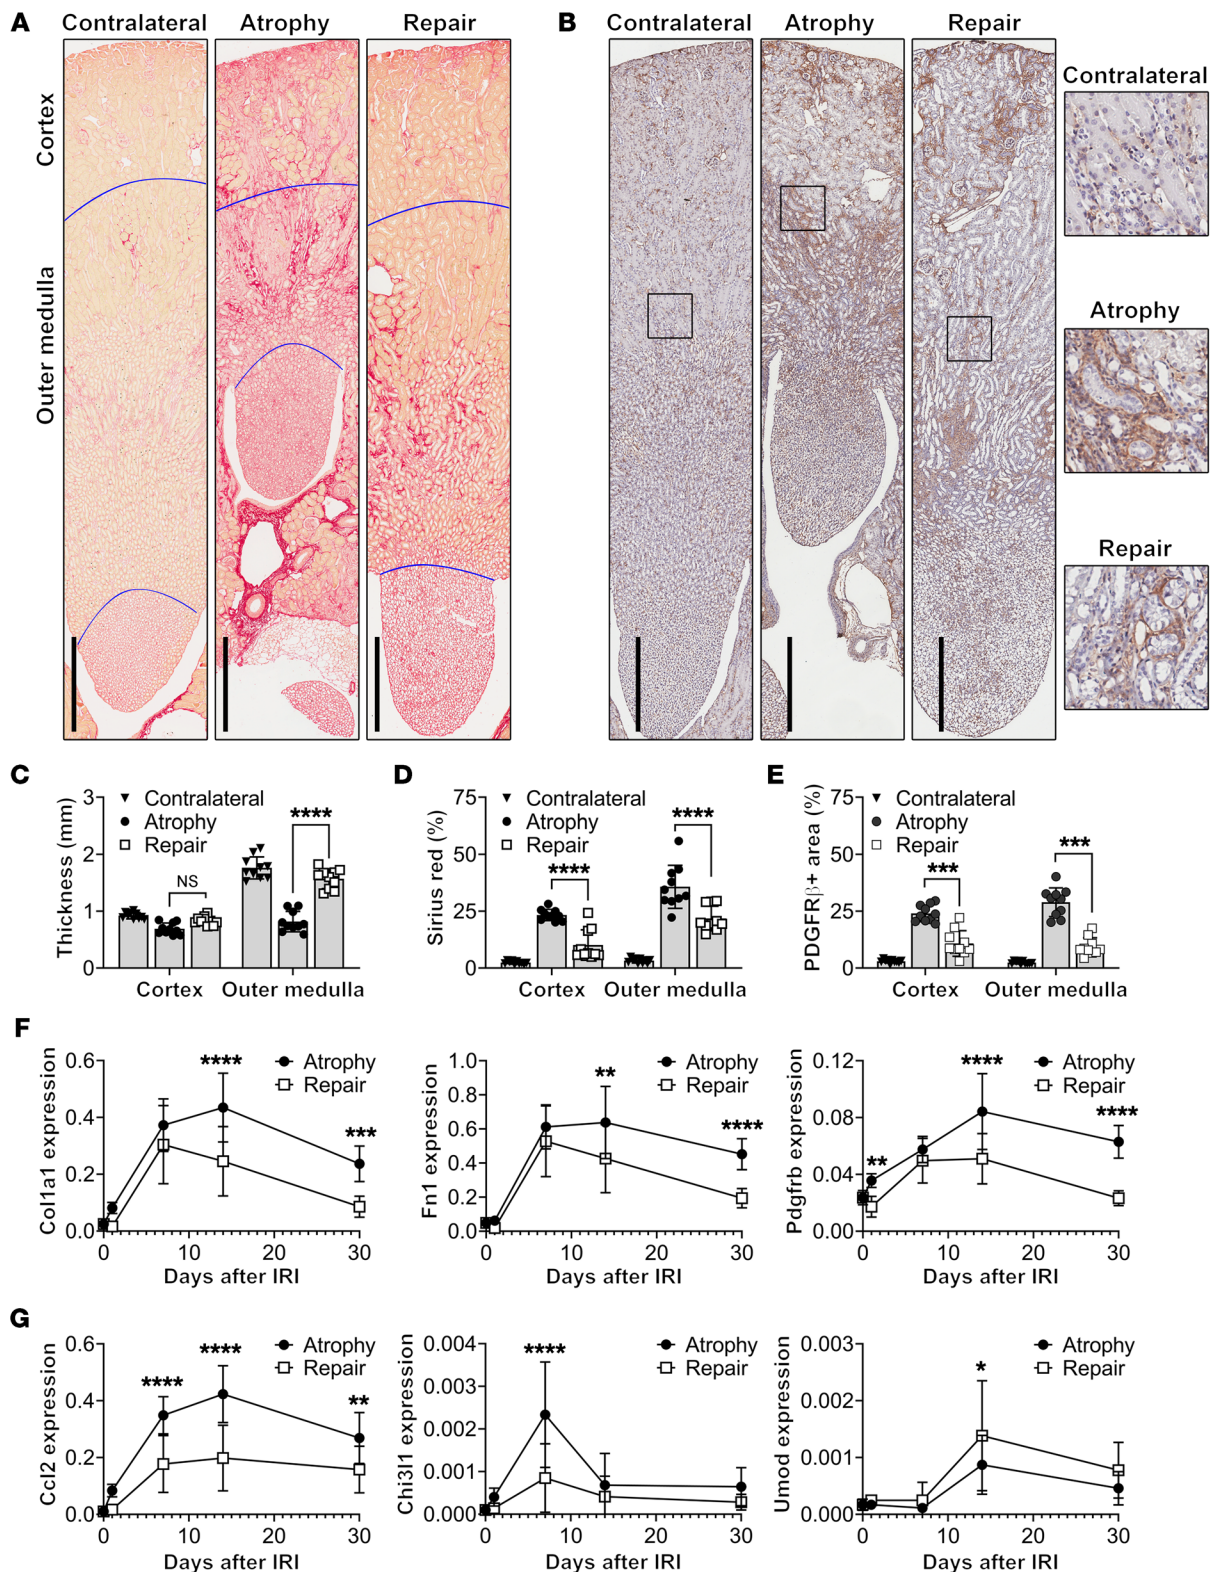 A
Contralateral
Atrophy
Repair
Cortex
Outer medulla
B
Contralateral
Atrophy
Repair
Contralateral
Atrophy
Repair
C
Thickness (mm)
3
2
1
0
Contralateral
Atrophy
Repair
NS
****
Cortex
Outer medulla
D
Sirius red (%)
75
50
25
0
Contralateral
Atrophy
Repair
****
****
Cortex
Outer medulla
E
PDGFRβ+ area (%)
75
50
25
0
Contralateral
Atrophy
Repair
***
***
Cortex
Outer medulla
F
Col1a1 expression
0.6
0.4
0.2
0.0
****
***
Atrophy
Repair
0 10 20 30
Days after IRI
Fn1 expression
1.0
0.8
0.6
0.4
0.2
0.0
**
****
Atrophy
Repair
0 10 20 30
Days after IRI
Pdgfrb expression
0.12
0.08
0.04
0.00
**
****
****
Atrophy
Repair
0 10 20 30
Days after IRI
G
Ccl2 expression
0.6
0.4
0.2
0.0
****
****
**
Atrophy
Repair
0 10 20 30
Days after IRI
Chi3l1 expression
0.004
0.003
0.002
0.001
0.000
****
Atrophy
Repair
0 10 20 30
Days after IRI
Umod expression
0.003
0.002
0.001
0.000
*
Atrophy
Repair
0 10 20 30
Days after IRI